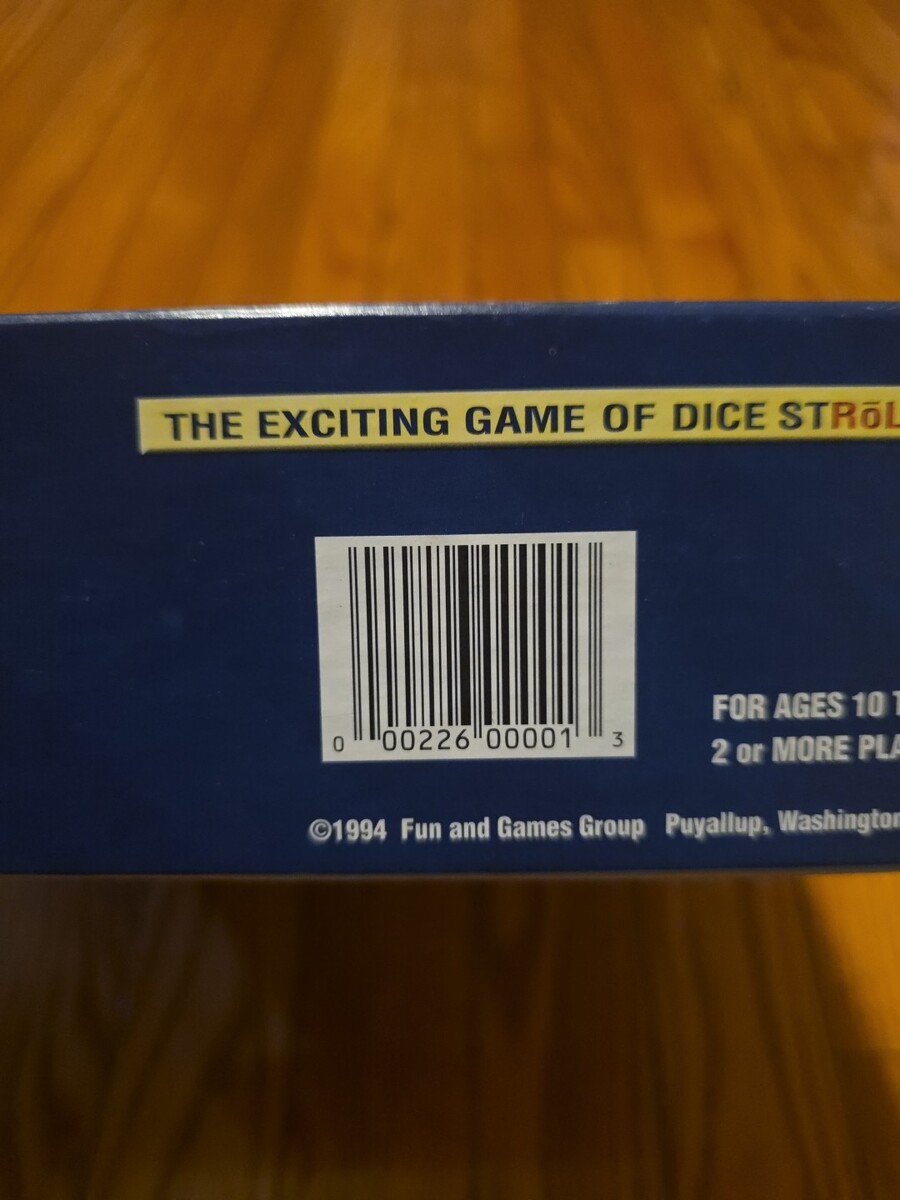 THE EXCITING GAME OF DICE STRōL
0 00226 00001 3
FOR AGES 10 T
2 or MORE PLA
©1994 Fun and Games Group Puyallup, Washington